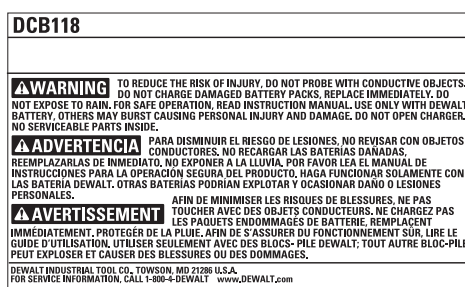 DCB118
⚠WARNING TO REDUCE THE RISK OF INJURY, DO NOT PROBE WITH CONDUCTIVE OBJECTS.
DO NOT CHARGE DAMAGED BATTERY PACKS, REPLACE IMMEDIATELY. DO
NOT EXPOSE TO RAIN. FOR SAFE OPERATION, READ INSTRUCTION MANUAL. USE ONLY WITH DEWALT
BATTERY, OTHERS MAY BURST CAUSING PERSONAL INJURY AND DAMAGE. DO NOT OPEN CHARGER.
NO SERVICEABLE PARTS INSIDE.
⚠ADVERTENCIA PARA DISMINUIR EL RIESGO DE LESIONES, NO REVISAR CON OBJETOS
CONDUCTORES. NO RECARGAR LAS BATERÍAS DAÑADAS,
REEMPLAZARLAS DE INMEDIATO. NO EXPONER A LA LLUVIA. POR FAVOR LEA EL MANUAL DE
INSTRUCCIONES PARA LA OPERACIÓN SEGURA DEL PRODUCTO. HAGA FUNCIONAR SOLAMENTE CON
LAS BATERÍA DEWALT. OTRAS BATERÍAS PODRÍAN EXPLOTAR Y OCASIONAR DAÑO O LESIONES
PERSONALES.
⚠AVERTISSEMENT AFIN DE MINIMISER LES RISQUES DE BLESSURES, NE PAS
TOUCHER AVEC DES OBJETS CONDUCTEURS. NE CHARGEZ PAS
LES PAQUETS ENDOMMAGÉS DE BATTERIE, REMPLACENT
IMMÉDIATEMENT. PROTEGÉR DE LA PLUIE. AFIN DE S'ASSURER DU FONCTIONNEMENT SÛR, LIRE LE
GUIDE D'UTILISATION. UTILISER SEULEMENT AVEC DES BLOCS- PILE DEWALT; TOUT AUTRE BLOC-PILE
PEUT EXPLOSER ET CAUSER DES BLESSURES OU DES DOMMAGES.
DEWALT INDUSTRIAL TOOL CO., TOWSON, MD 21286 U.S.A.
FOR SERVICE INFORMATION, CALL 1-800-4-DEWALT www.DEWALT.com